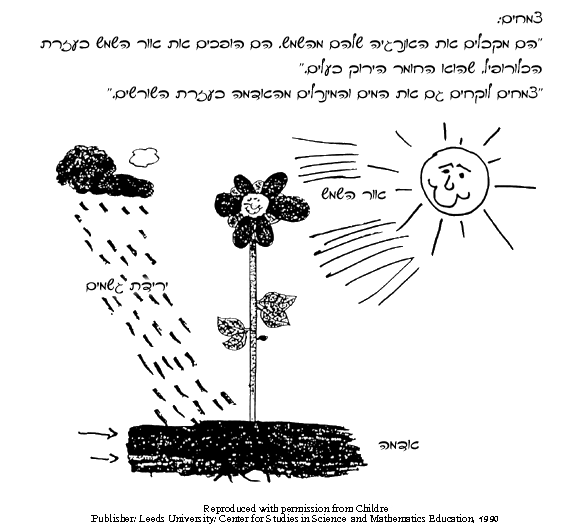 צמחים:
"הם מקבלים את האנרגיה שלהם מהשמש. הם הופכים את אור השמש בעזרת
הכלורופיל, שהוא החומר הירוק בעלים."
"צמחים לוקחים גם את המים והמינרלים מהאדמה בעזרת השורשים."
אור השמש
ירידת גשמים
אדמה
Reproduced with permission from: Childre
Publisher: Leeds University: Center for Studies in Science and Mathematics Education, 1990